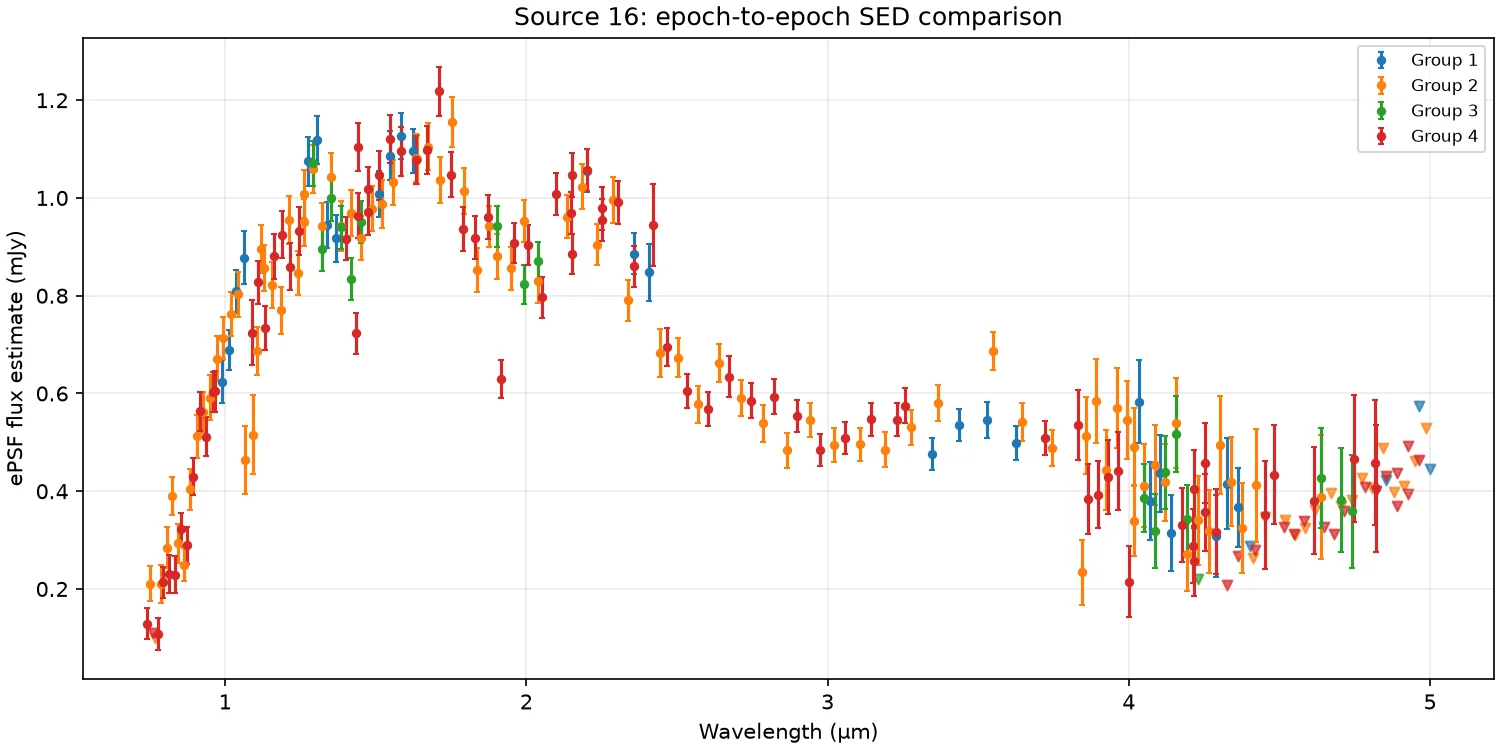 Source 16: epoch-to-epoch SED comparison
Group 1
Group 2
Group 3
Group 4
ePSF flux estimate (mJy)
1.2
1.0
0.8
0.6
0.4
0.2
1 2 3 4 5
Wavelength (µm)